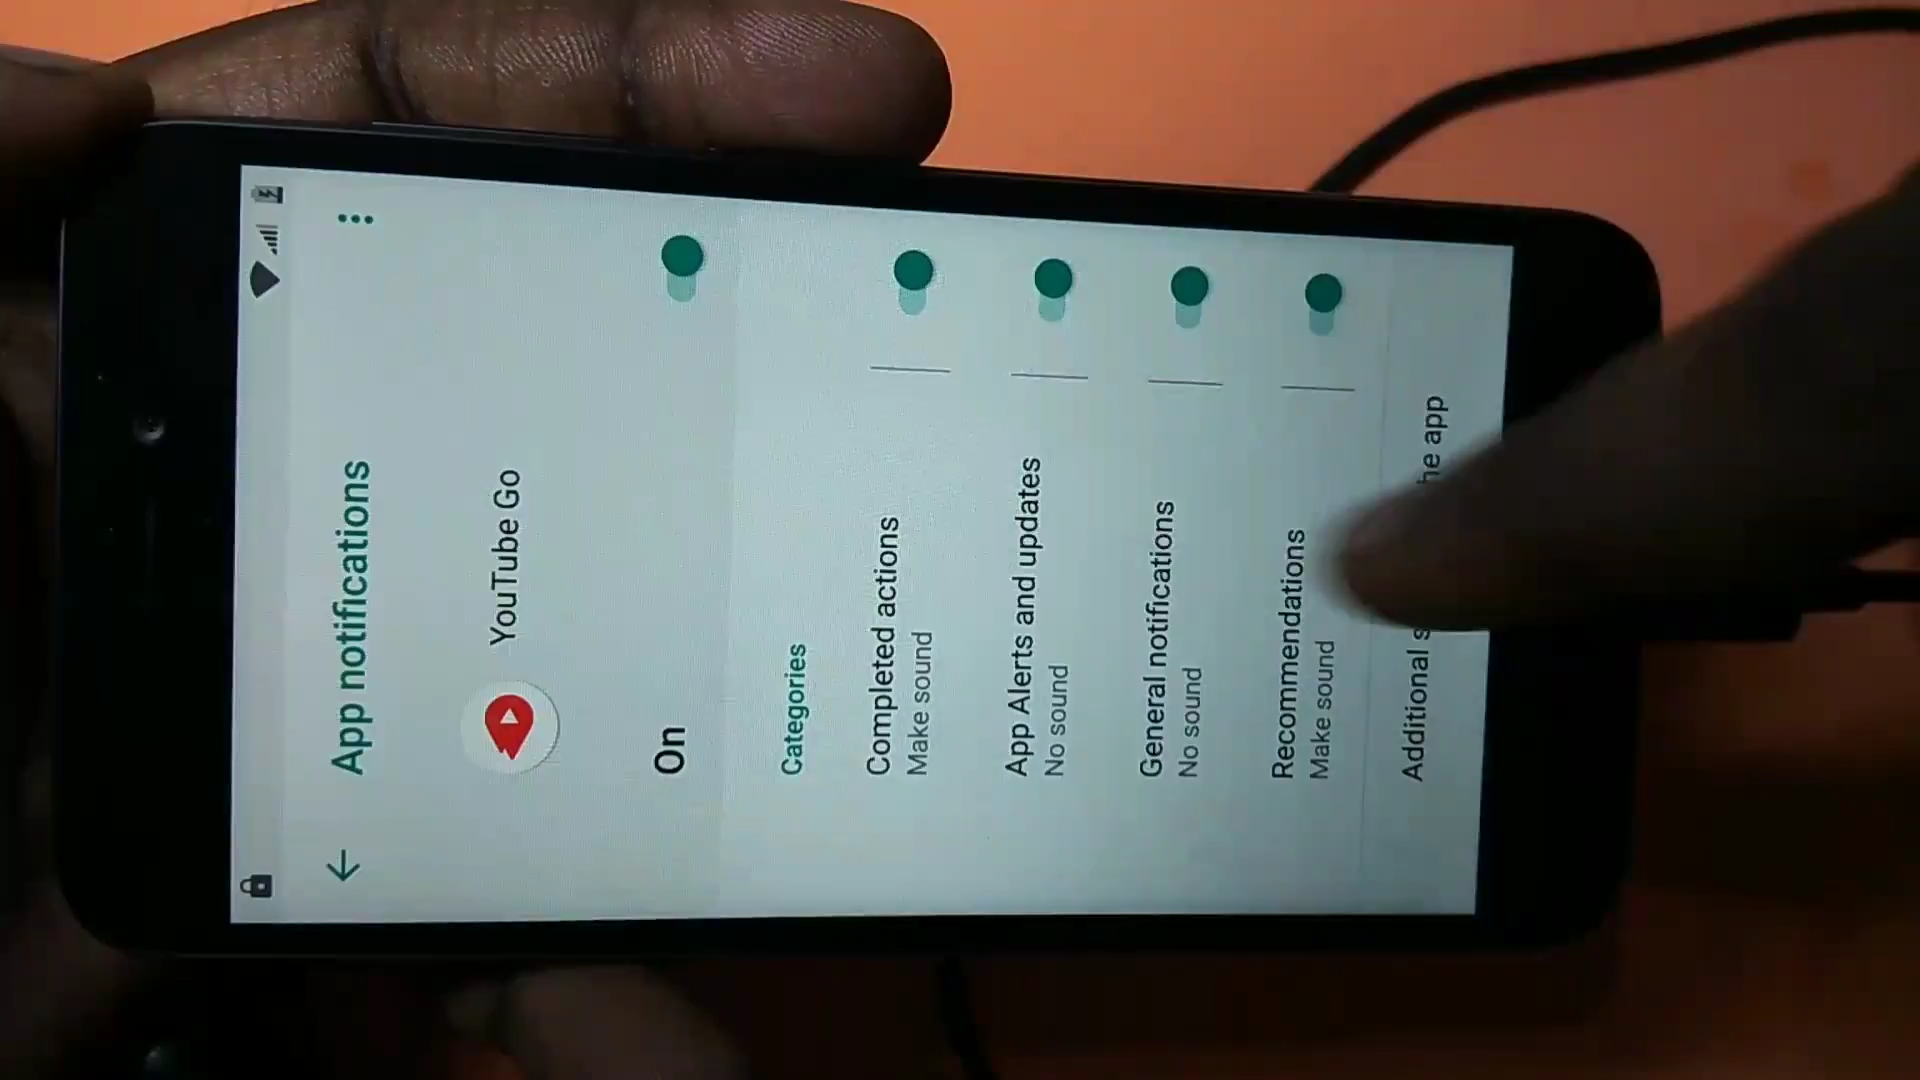 App notifications
YouTube Go
On
Categories
Completed actions
Make sound
App Alerts and updates
No sound
General notifications
No sound
Recommendations
Make sound
Additional
app